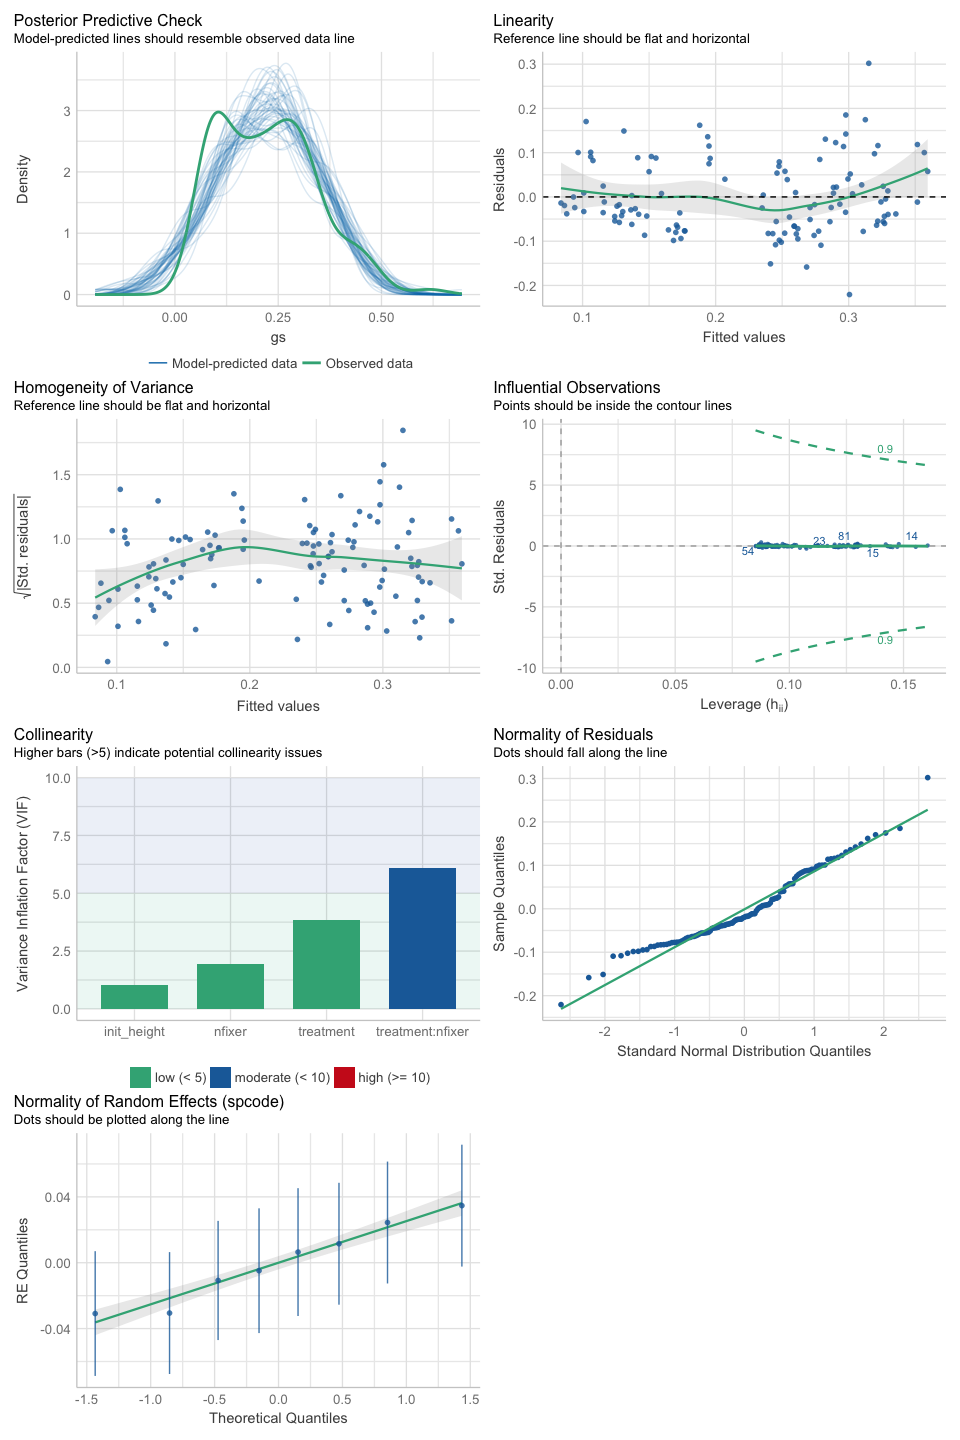 Posterior Predictive Check
Model-predicted lines should resemble observed data line
Density
3
2
1
0
0.00
0.25
0.50
gs
Model-predicted data
Observed data
Linearity
Reference line should be flat and horizontal
Residuals
0.3
0.2
0.1
0.0
-0.1
-0.2
0.1
0.2
0.3
Fitted values
Homogeneity of Variance
Reference line should be flat and horizontal
√|Std. residuals|
1.5
1.0
0.5
0.0
0.1
0.2
0.3
Fitted values
Influential Observations
Points should be inside the contour lines
Std. Residuals
10
5
0
-5
-10
0.9
54
23
81
15
14
0.9
0.00
0.05
0.10
0.15
Leverage (hii)
Collinearity
Higher bars (>5) indicate potential collinearity issues
Variance Inflation Factor (VIF)
10.0
7.5
5.0
2.5
0.0
init_height
nfixer
treatment
treatment:nfixer
low (< 5)
moderate (< 10)
high (>= 10)
Normality of Residuals
Dots should fall along the line
Sample Quantiles
0.3
0.2
0.1
0.0
-0.1
-0.2
-2
-1
0
1
2
Standard Normal Distribution Quantiles
Normality of Random Effects (spcode)
Dots should be plotted along the line
RE Quantiles
0.04
0.00
-0.04
-1.5
-1.0
-0.5
0.0
0.5
1.0
1.5
Theoretical Quantiles